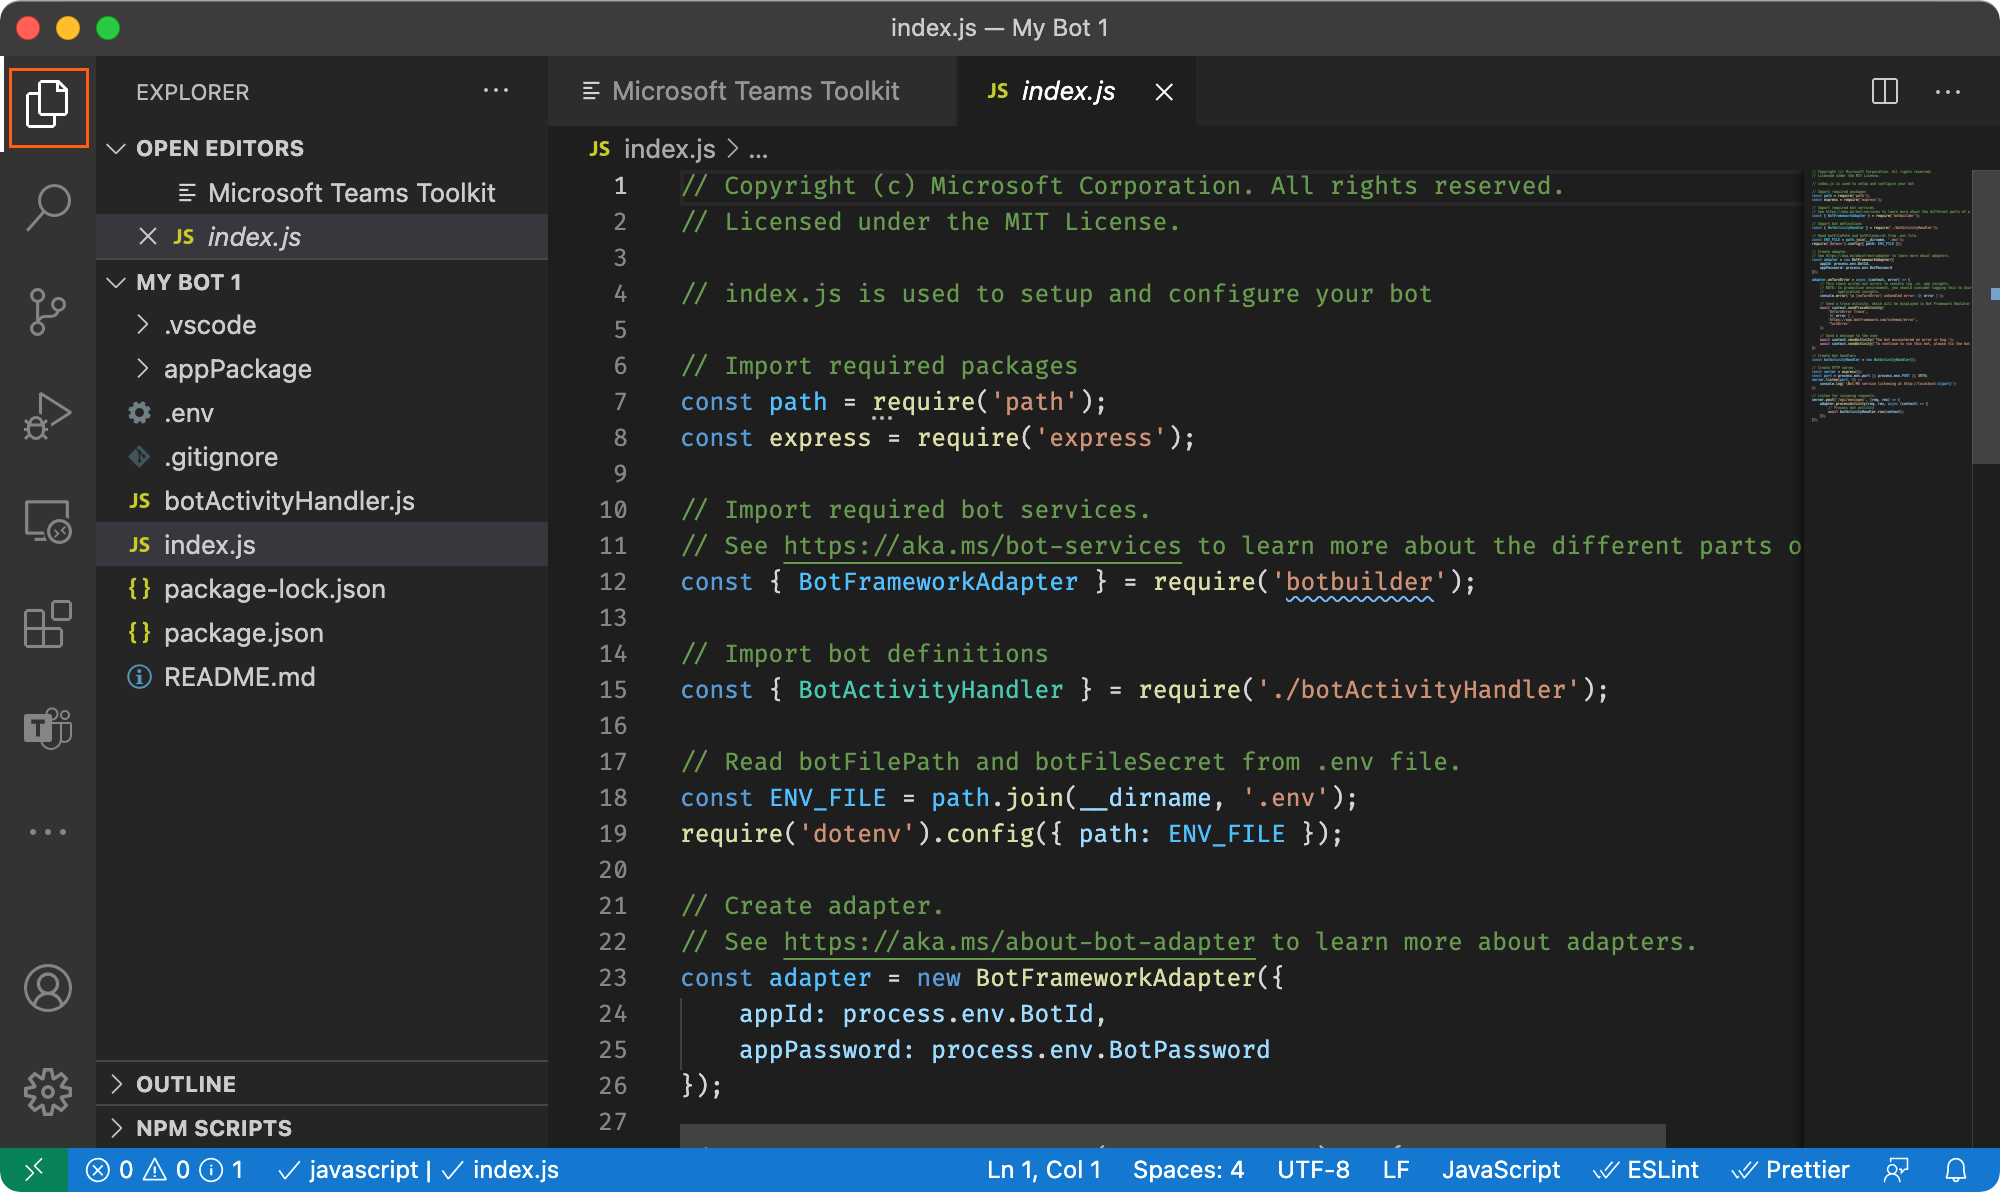 index.js — My Bot 1
EXPLORER
OPEN EDITORS
Microsoft Teams Toolkit
JS index.js
MY BOT 1
.vscode
appPackage
.env
.gitignore
JS botActivityHandler.js
JS index.js
{} package-lock.json
{} package.json
README.md
OUTLINE
NPM SCRIPTS
Microsoft Teams Toolkit
JS index.js
JS index.js > ...
1 // Copyright (c) Microsoft Corporation. All rights reserved.
2 // Licensed under the MIT License.
3
4 // index.js is used to setup and configure your bot
5
6 // Import required packages
7 const path = require('path');
8 const express = require('express');
9
10 // Import required bot services.
11 // See https://aka.ms/bot-services to learn more about the different parts o
12 const { BotFrameworkAdapter } = require('botbuilder');
13
14 // Import bot definitions
15 const { BotActivityHandler } = require('./botActivityHandler');
16
17 // Read botFilePath and botFileSecret from .env file.
18 const ENV_FILE = path.join(__dirname, '.env');
19 require('dotenv').config({ path: ENV_FILE });
20
21 // Create adapter.
22 // See https://aka.ms/about-bot-adapter to learn more about adapters.
23 const adapter = new BotFrameworkAdapter({
24 appId: process.env.BotId,
25 appPassword: process.env.BotPassword
26 });
27
0 0 1 javascript | index.js Ln 1, Col 1 Spaces: 4 UTF-8 LF JavaScript ESLint Prettier